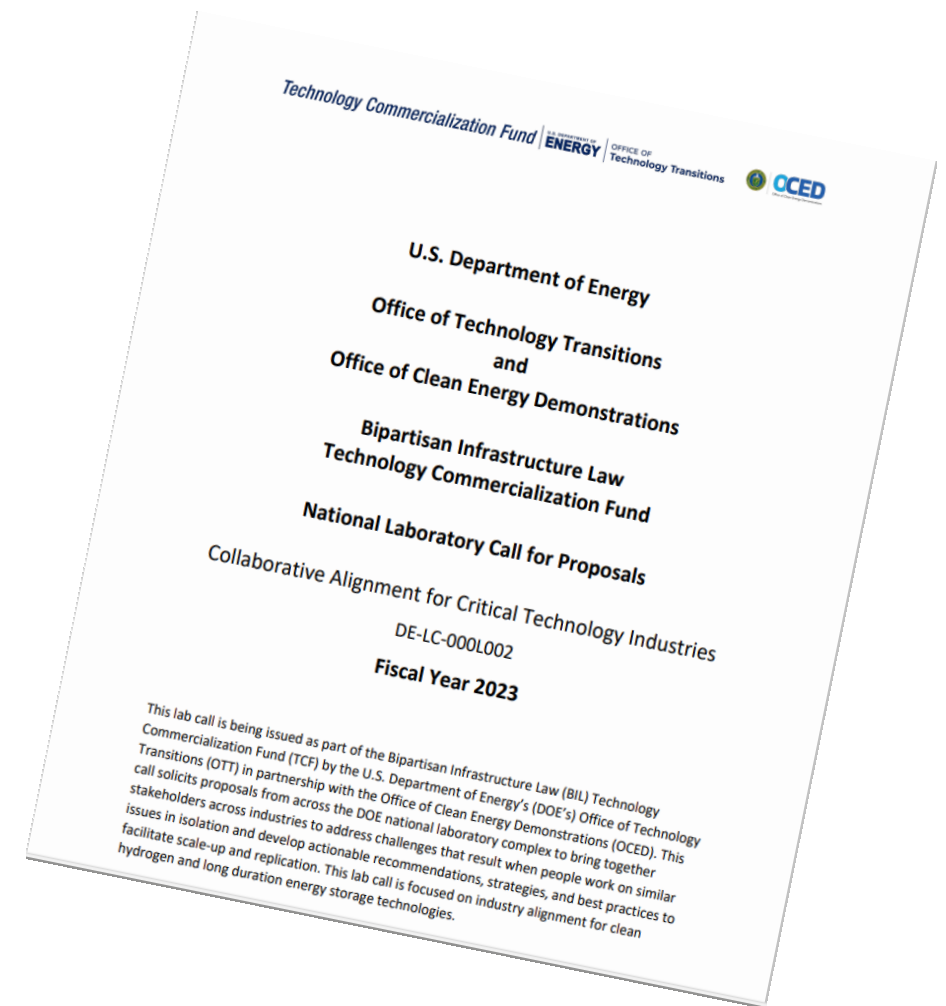 Technology Commercialization Fund
U.S. DEPARTMENT OF
ENERGY
OFFICE OF
Technology Transitions
OCED
U.S. Department of Energy
Office of Technology Transitions
and
Office of Clean Energy Demonstrations
Bipartisan Infrastructure Law
Technology Commercialization Fund
National Laboratory Call for Proposals
Collaborative Alignment for Critical Technology Industries
DE-LC-000L002
Fiscal Year 2023
This lab call is being issued as part of the Bipartisan Infrastructure Law (BIL) Technology
Commercialization Fund (TCF) by the U.S. Department of Energy's (DOE's) Office of Technology
Transitions (OTT) in partnership with the Office of Clean Energy Demonstrations (OCED). This
call solicits proposals from across the DOE national laboratory complex to bring together
stakeholders across industries to address challenges that result when people work on similar
issues in isolation and develop actionable recommendations, strategies, and best practices to
facilitate scale-up and replication. This lab call is focused on industry alignment for clean
hydrogen and long duration energy storage technologies.